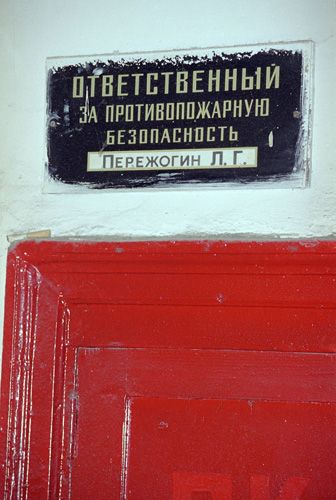 ОТВЕТСТВЕННЫЙ
ЗА ПРОТИВОПОЖАРНУЮ
БЕЗОПАСНОСТЬ
ПЕРЕЖОГИН Л. Г.